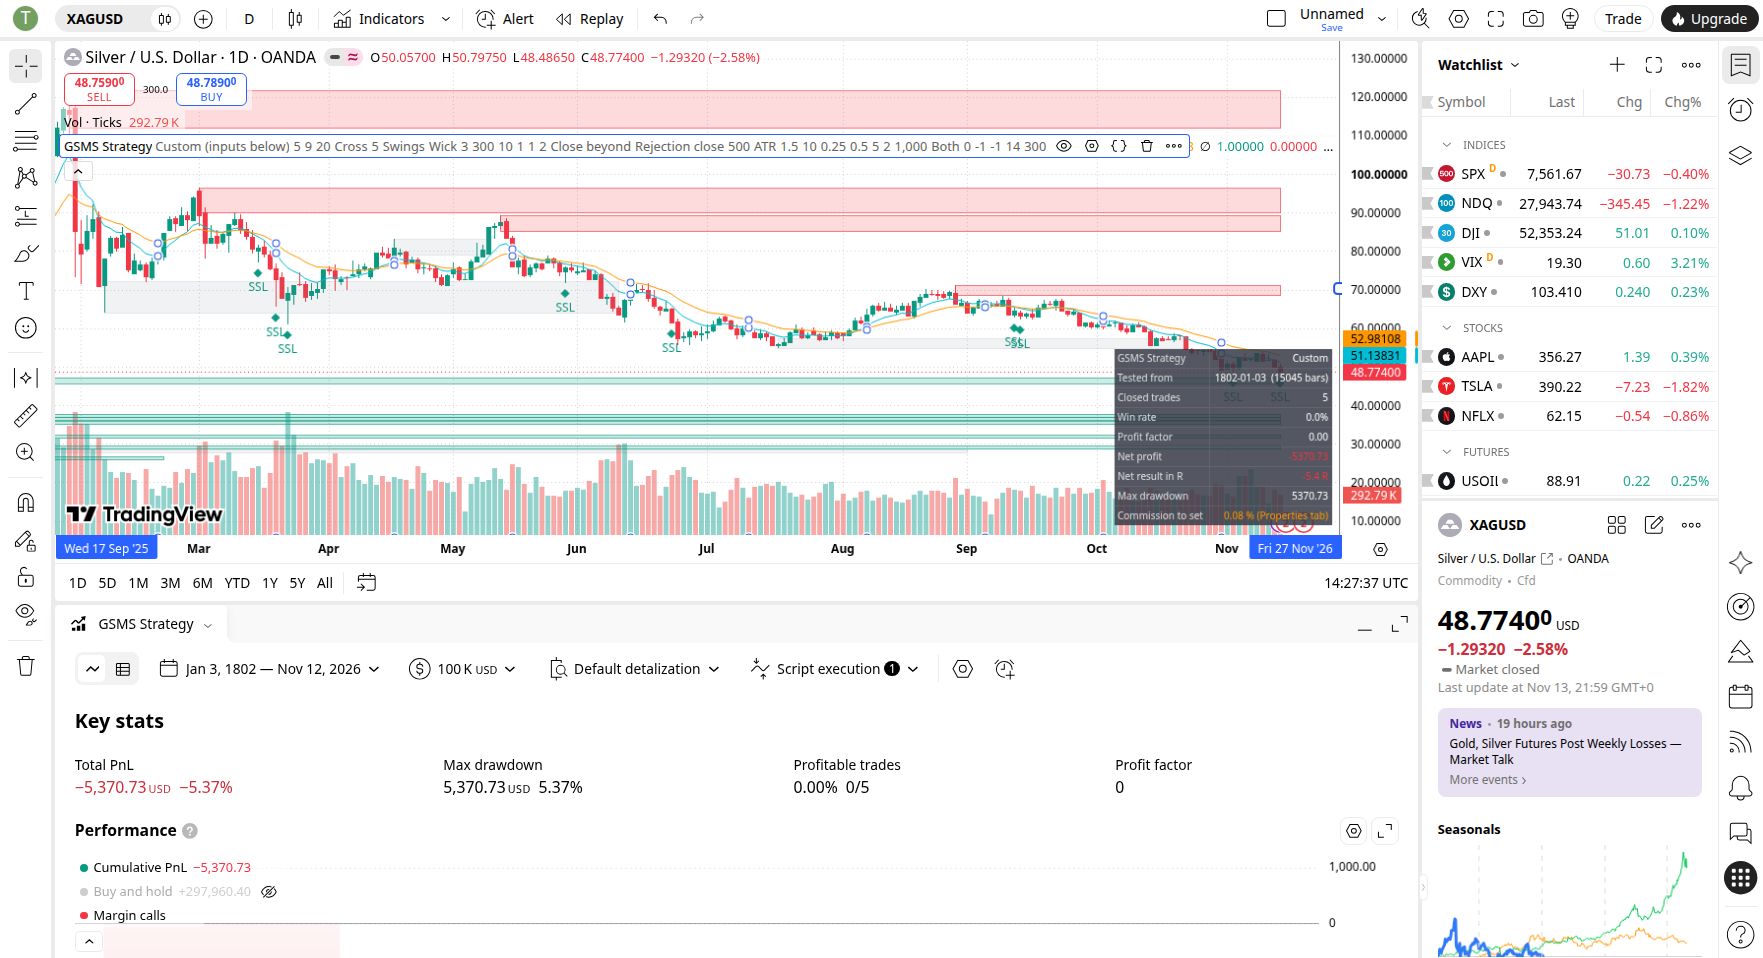 T
XAGUSD
D
Indicators
Alert
Replay
Unnamed
Save
Trade
Upgrade
Silver / U.S. Dollar · 1D · OANDA
O50.05700 H50.79750 L48.48650 C48.77400 −1.29320 (−2.58%)
48.75900
SELL
300.0
48.78900
BUY
Vol · Ticks 292.79 K
GSMS Strategy Custom (inputs below) 5 9 20 Cross 5 Swings Wick 3 300 10 1 1 2 Close beyond Rejection close 500 ATR 1.5 10 0.25 0.5 5 2 1,000 Both 0 -1 -1 14 300
∅ 1.00000 0.00000 ...
130.00000
120.00000
110.00000
100.00000
90.00000
80.00000
70.00000
60.00000
52.98108
51.13831
48.77400
40.00000
30.00000
20.00000
292.79 K
10.00000
SSL
SSL
SSL
SSL
SSL
SSL
SSL
SSL
SSL
GSMS Strategy Custom
Tested from 1802-01-03 (15045 bars)
Closed trades 5
Win rate 0.0%
Profit factor 0.00
Net profit -5370.73
Net result in R -5.4 R
Max drawdown 5370.73
Commission to set 0.08 % (Properties tab)
TradingView
Wed 17 Sep '25 Mar Apr May Jun Jul Aug Sep Oct Nov Fri 27 Nov '26
1D 5D 1M 3M 6M YTD 1Y 5Y All
14:27:37 UTC
GSMS Strategy
Jan 3, 1802 — Nov 12, 2026
100 K USD
Default detalization
Script execution 1
Key stats
Total PnL
−5,370.73 USD −5.37%
Max drawdown
5,370.73 USD 5.37%
Profitable trades
0.00% 0/5
Profit factor
0
Performance ?
Cumulative PnL −5,370.73
Buy and hold +297,960.40
Margin calls
1,000.00
0
Watchlist
Symbol Last Chg Chg%
INDICES
500 SPX D 7,561.67 −30.73 −0.40%
100 NDQ 27,943.74 −345.45 −1.22%
30 DJI 52,353.24 51.01 0.10%
VIX D 19.30 0.60 3.21%
$ DXY 103.410 0.240 0.23%
STOCKS
AAPL 356.27 1.39 0.39%
TSLA 390.22 −7.23 −1.82%
NFLX 62.15 −0.54 −0.86%
FUTURES
USOIL 88.91 0.22 0.25%
XAGUSD
Silver / U.S. Dollar · OANDA
Commodity · Cfd
48.77400 USD
−1.29320 −2.58%
Market closed
Last update at Nov 13, 21:59 GMT+0
News · 19 hours ago
Gold, Silver Futures Post Weekly Losses —
Market Talk
More events ›
Seasonals